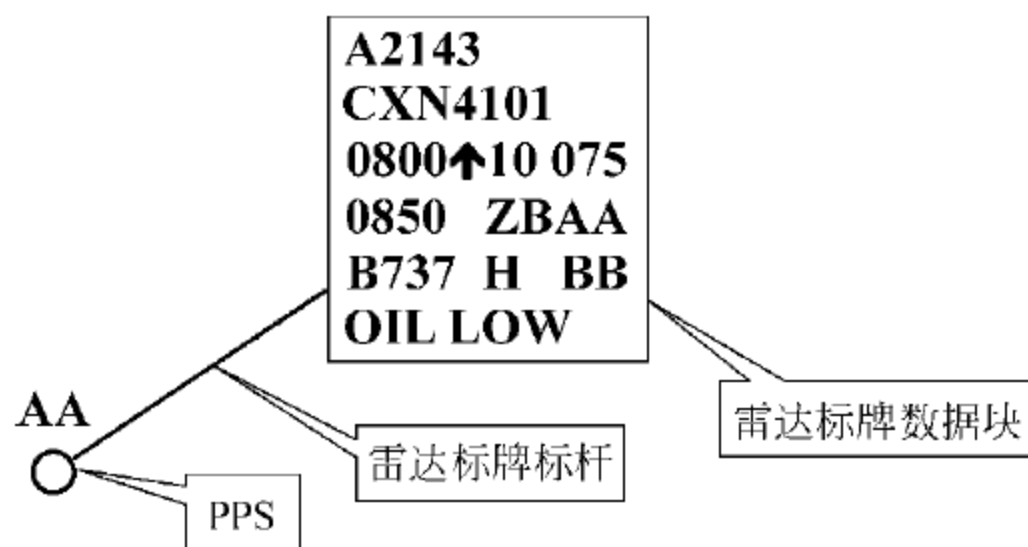 A2143
CXN4101
0800↑10 075
0850 ZBAA
B737 H BB
OIL LOW
雷达标牌数据块
AA
雷达标牌标杆
PPS